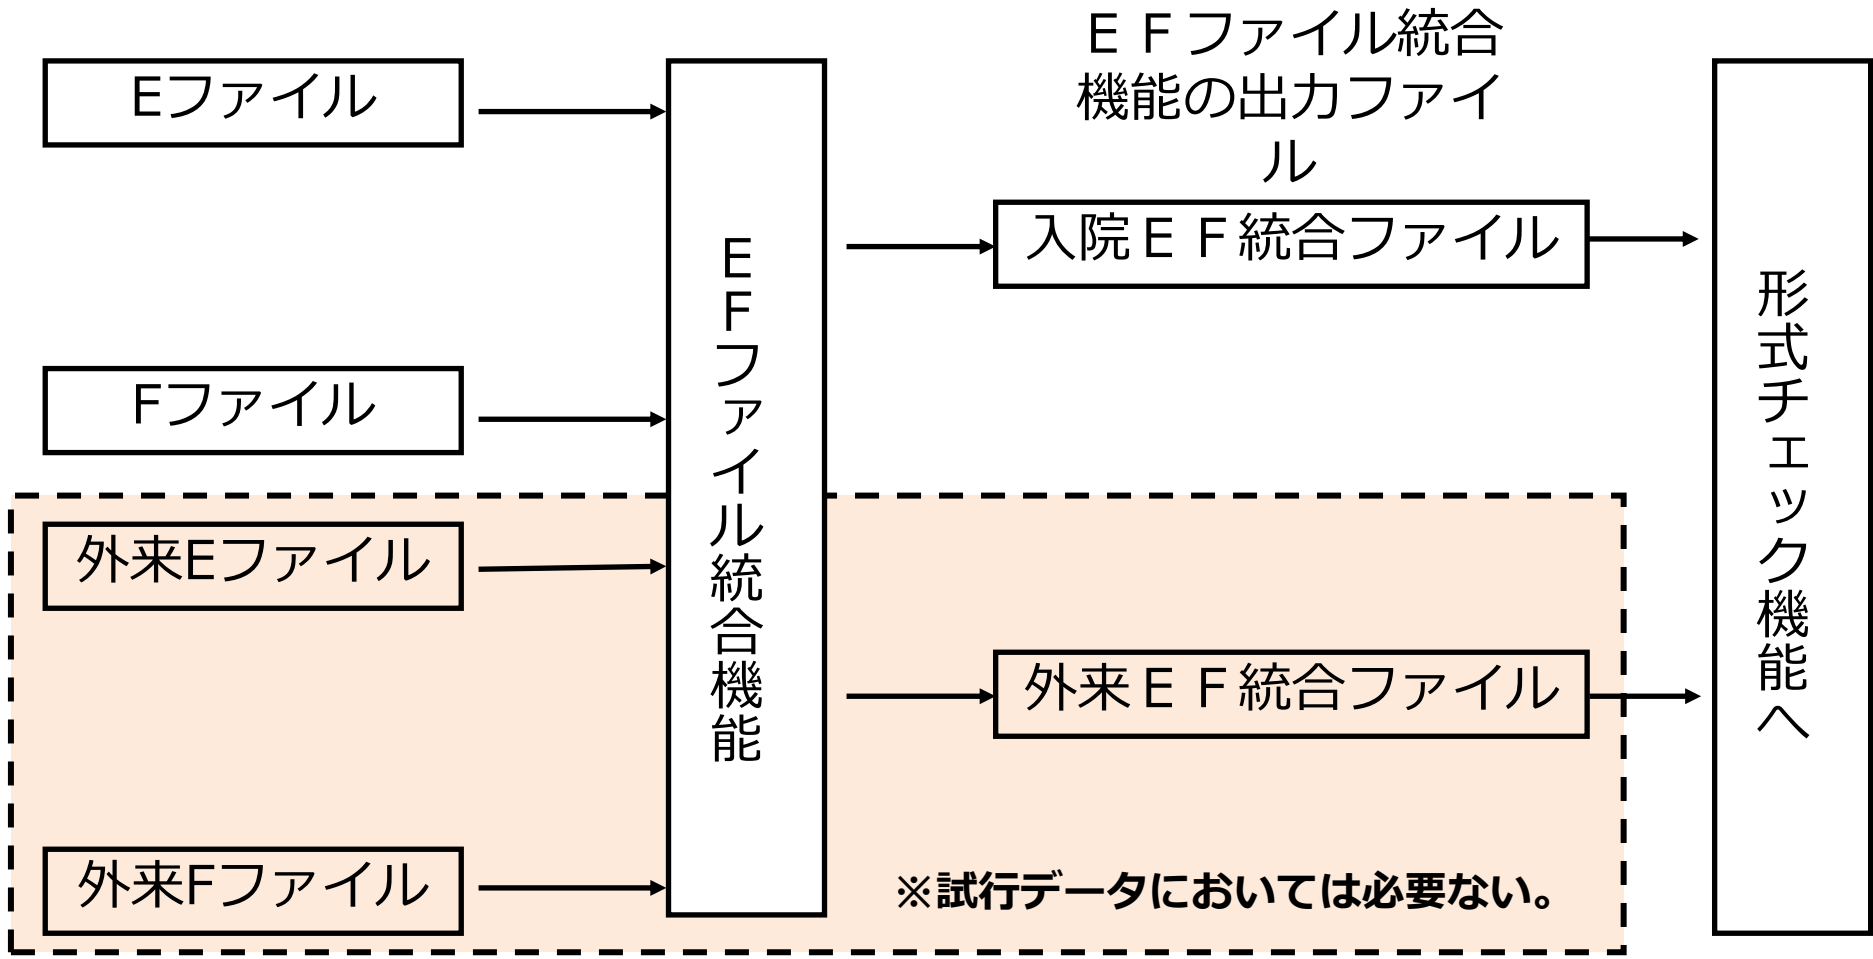 ＥＦファイル統合
機能の出力ファイ
ル
Eファイル
Fファイル
外来Eファイル
外来Fファイル
ＥＦファイル統合機能
入院ＥＦ統合ファイル
外来ＥＦ統合ファイル
※試行データにおいては必要ない。
形式チェック機能へ